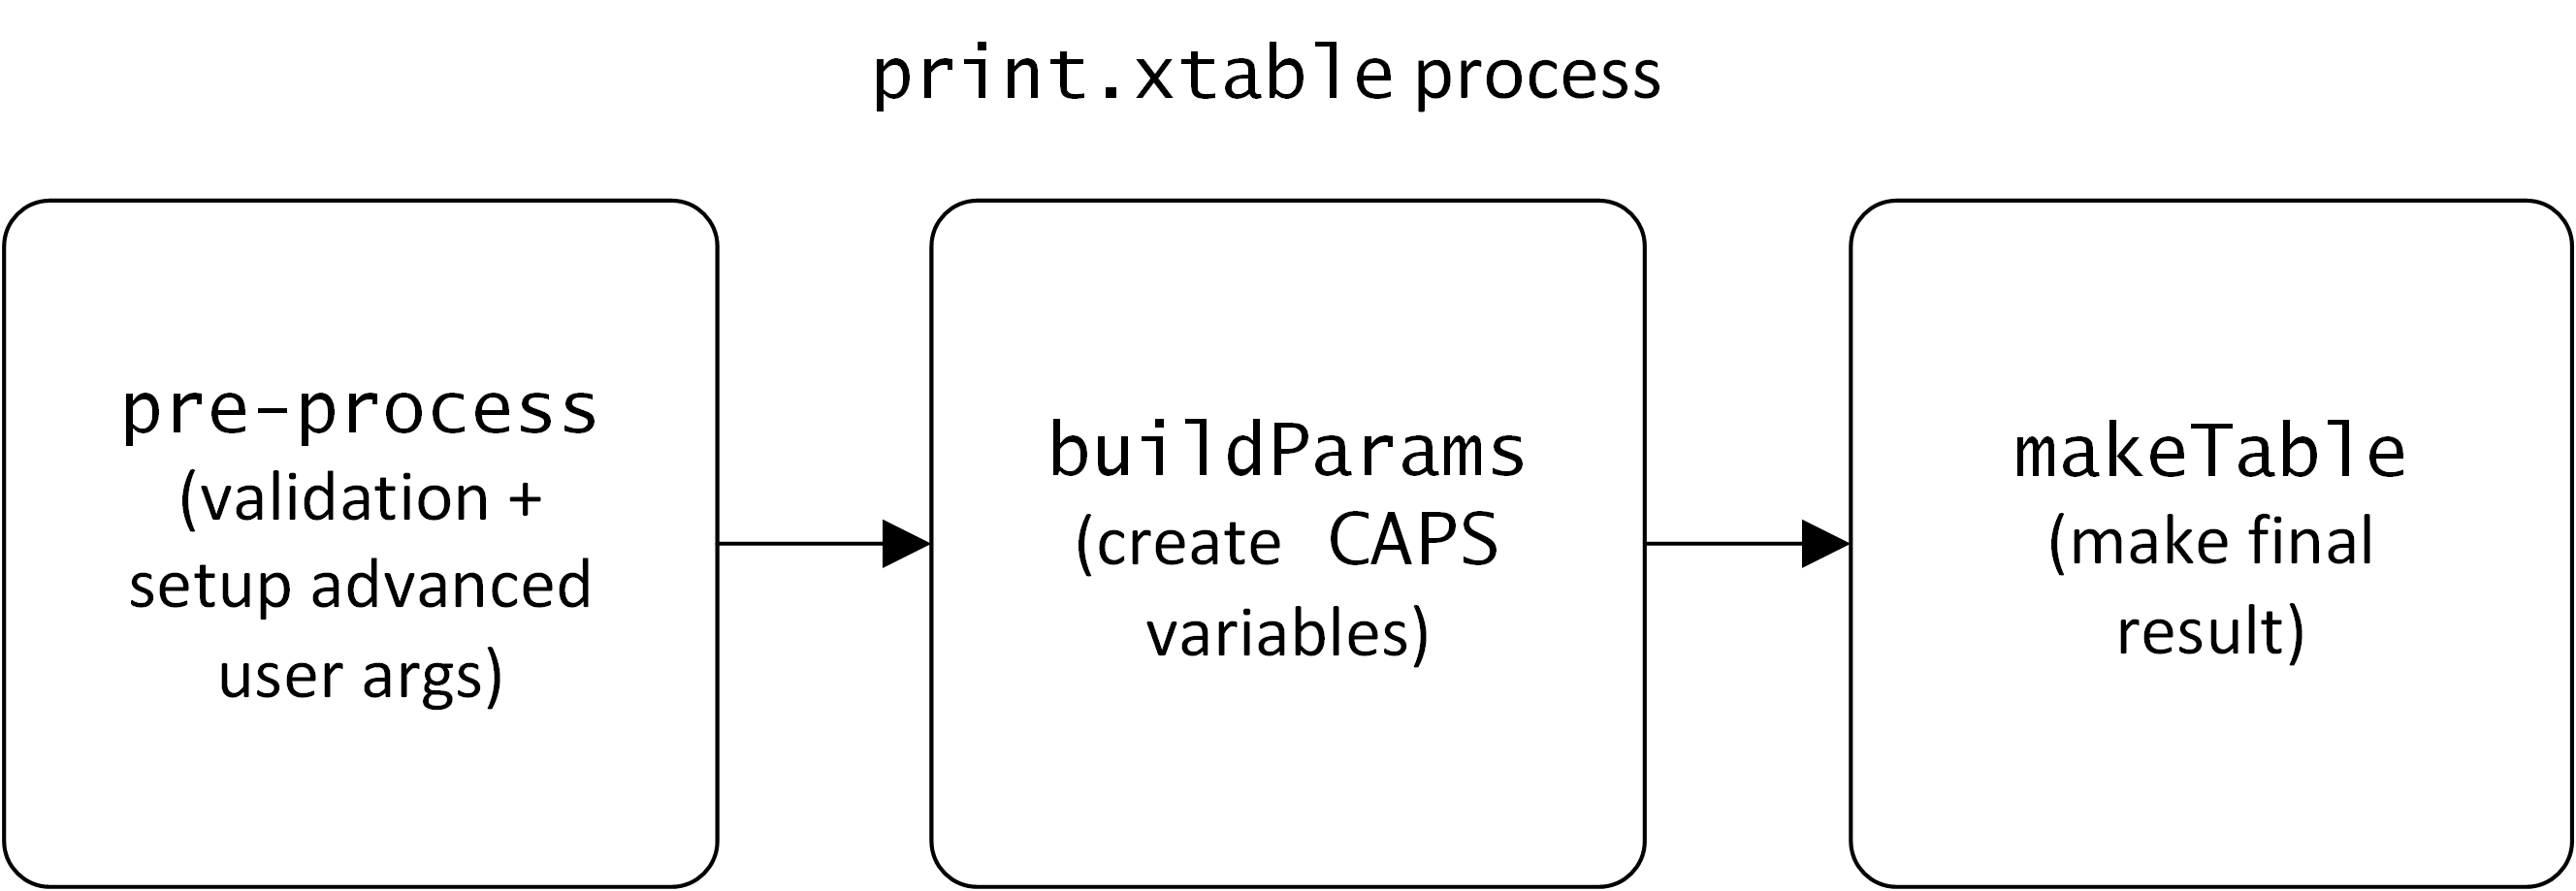 print.xtable process
pre-process
(validation +
setup advanced
user args)
buildParams
(create CAPS
variables)
makeTable
(make final
result)